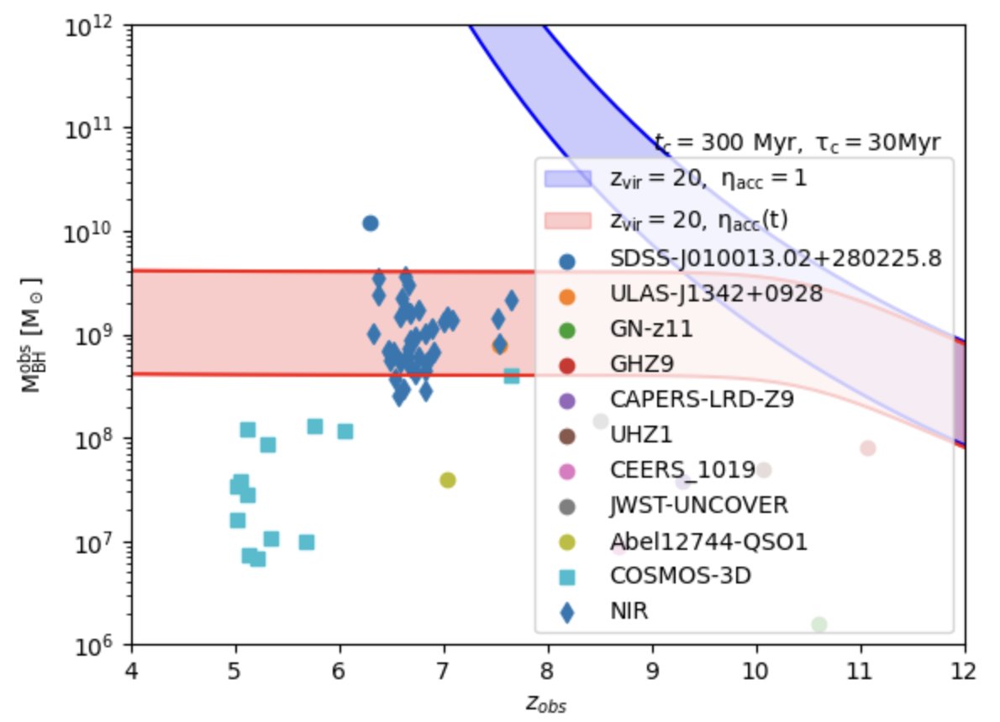 10^12
10^11
10^10
10^9
10^8
10^7
10^6
M_BH^obs [M_⊙]
t_c = 300 Myr, τ_c = 30Myr
z_vir = 20, η_acc = 1
z_vir = 20, η_acc(t)
SDSS-J010013.02+280225.8
ULAS-J1342+0928
GN-z11
GHZ9
CAPERS-LRD-Z9
UHZ1
CEERS_1019
JWST-UNCOVER
Abel12744-QSO1
COSMOS-3D
NIR
4 5 6 7 8 9 10 11 12
z_obs